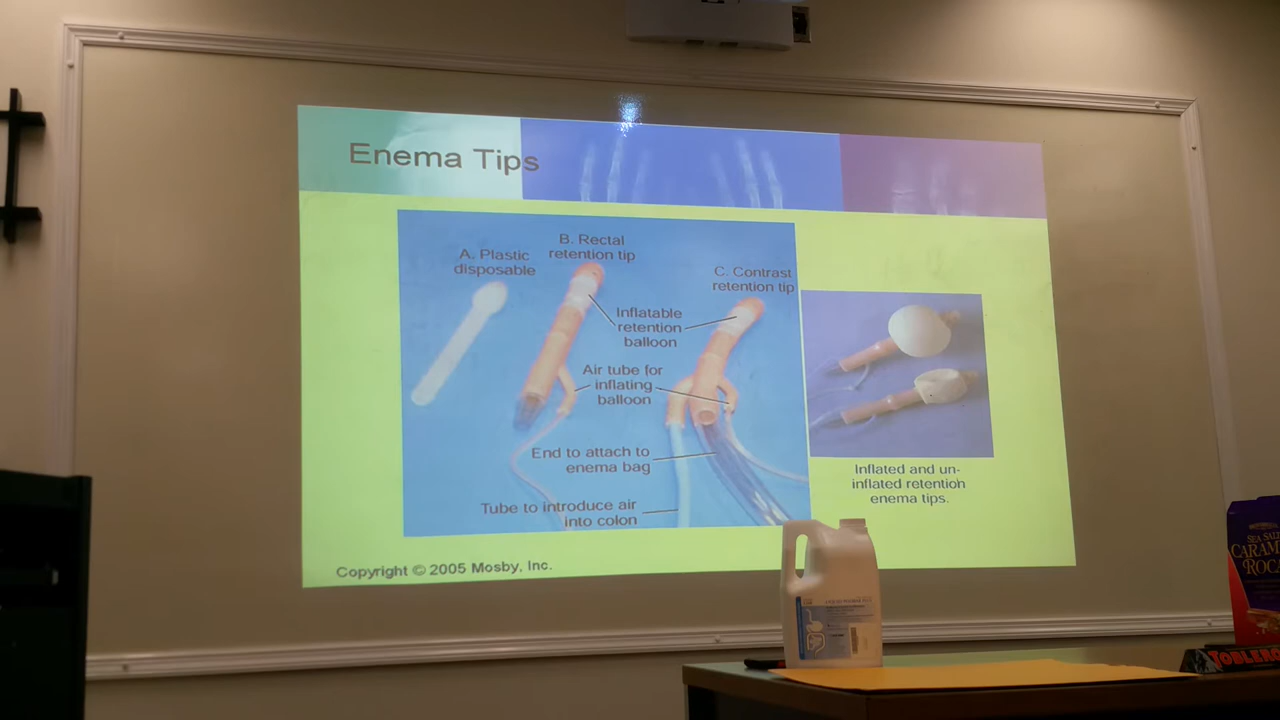 Enema Tips
A. Plastic
disposable
B. Rectal
retention tip
C. Contrast
retention tip
Inflatable
retention
balloon
Air tube for
inflating
balloon
End to attach to
enema bag
Tube to introduce air
into colon
Inflated and un-
inflated retention
enema tips.
Copyright © 2005 Mosby, Inc.
SEA SAL
CARAM
ROCA
TOBLERO